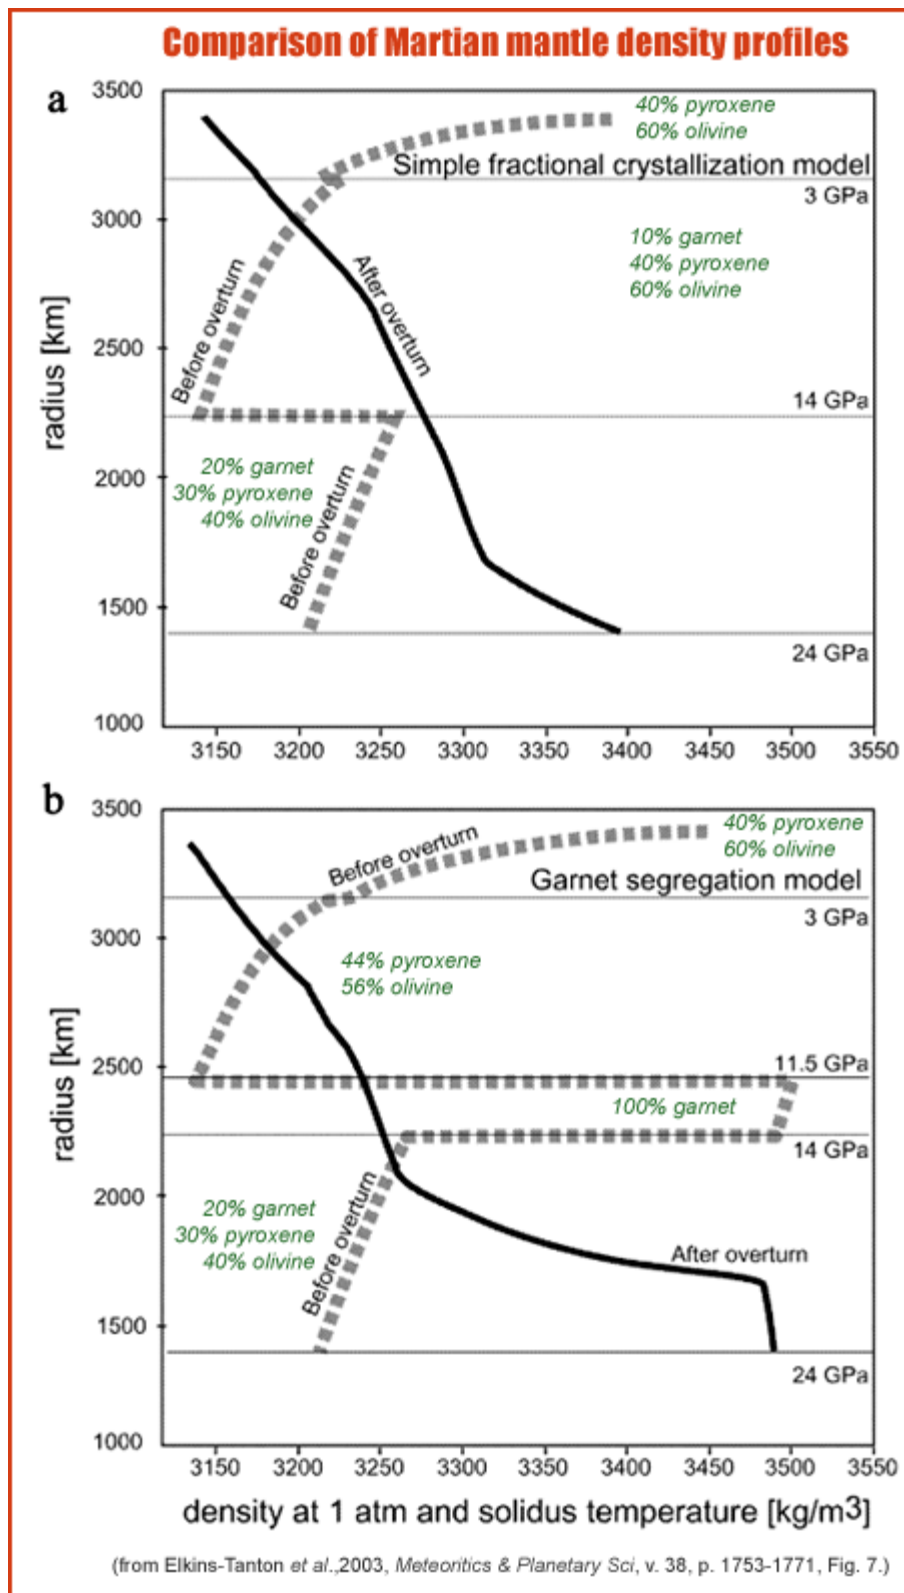 Comparison of Martian mantle density profiles
a
3500
3000
2500
2000
1500
1000
radius [km]
40% pyroxene
60% olivine
Simple fractional crystallization model
3 GPa
10% garnet
40% pyroxene
60% olivine
Before overturn
After overturn
14 GPa
20% garnet
30% pyroxene
40% olivine
Before overturn
24 GPa
3150 3200 3250 3300 3350 3400 3450 3500 3550
b
3500
3000
2500
2000
1500
1000
radius [km]
Before overturn
40% pyroxene
60% olivine
Garnet segregation model
3 GPa
44% pyroxene
56% olivine
11.5 GPa
100% garnet
14 GPa
20% garnet
30% pyroxene
40% olivine
Before overturn
After overturn
24 GPa
3150 3200 3250 3300 3350 3400 3450 3500 3550
density at 1 atm and solidus temperature [kg/m3]
(from Elkins-Tanton et al.,2003, Meteoritics & Planetary Sci, v. 38, p. 1753-1771, Fig. 7.)